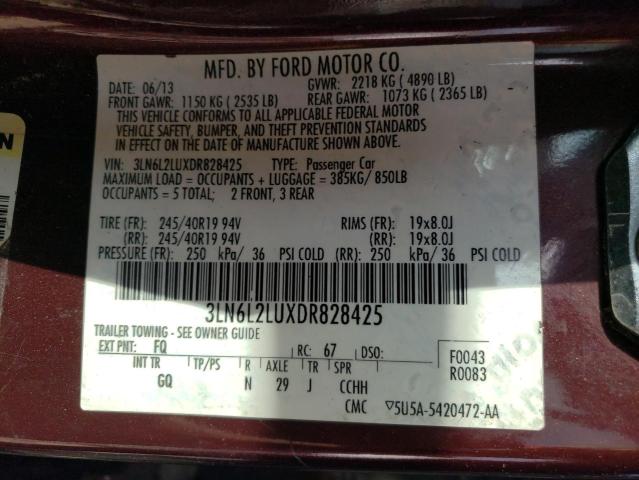 MFD. BY FORD MOTOR CO.
DATE: 06/13 GVWR: 2218 KG ( 4890 LB)
FRONT GAWR: 1150 KG ( 2535 LB) REAR GAWR: 1073 KG ( 2365 LB)
THIS VEHICLE CONFORMS TO ALL APPLICABLE FEDERAL MOTOR
VEHICLE SAFETY, BUMPER, AND THEFT PREVENTION STANDARDS
IN EFFECT ON THE DATE OF MANUFACTURE SHOWN ABOVE.
VIN: 3LN6L2LUXDR828425 TYPE: Passenger Car
MAXIMUM LOAD = OCCUPANTS + LUGGAGE = 385KG/ 850LB
OCCUPANTS = 5 TOTAL; 2 FRONT, 3 REAR
TIRE (FR): 245/40R19 94V RIMS (FR): 19x8.0J
(RR): 245/40R19 94V (RR): 19x8.0J
PRESSURE (FR): 250 kPa/ 36 PSI COLD (RR): 250 kPa/ 36 PSI COLD
3LN6L2LUXDR828425
TRAILER TOWING - SEE OWNER GUIDE
EXT PNT: FQ RC: 67 DSO:
F0043
R0083
INT TR TP/PS R AXLE TR SPR
GQ N 29 J CCHH
CMC ▽5U5A-5420472-AA